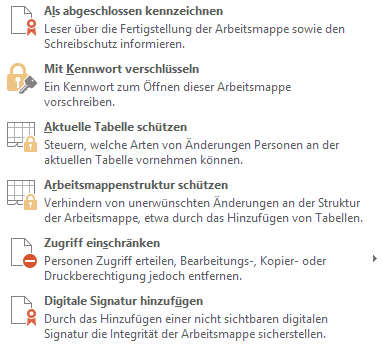 Als abgeschlossen kennzeichnen
Leser über die Fertigstellung der Arbeitsmappe sowie den
Schreibschutz informieren.
Mit Kennwort verschlüsseln
Ein Kennwort zum Öffnen dieser Arbeitsmappe
vorschreiben.
Aktuelle Tabelle schützen
Steuern, welche Arten von Änderungen Personen an der
aktuellen Tabelle vornehmen können.
Arbeitsmappenstruktur schützen
Verhindern von unerwünschten Änderungen an der Struktur
der Arbeitsmappe, etwa durch das Hinzufügen von Tabellen.
Zugriff einschränken
Personen Zugriff erteilen, Bearbeitungs-, Kopier- oder
Druckberechtigung jedoch entfernen.
Digitale Signatur hinzufügen
Durch das Hinzufügen einer nicht sichtbaren digitalen
Signatur die Integrität der Arbeitsmappe sicherstellen.